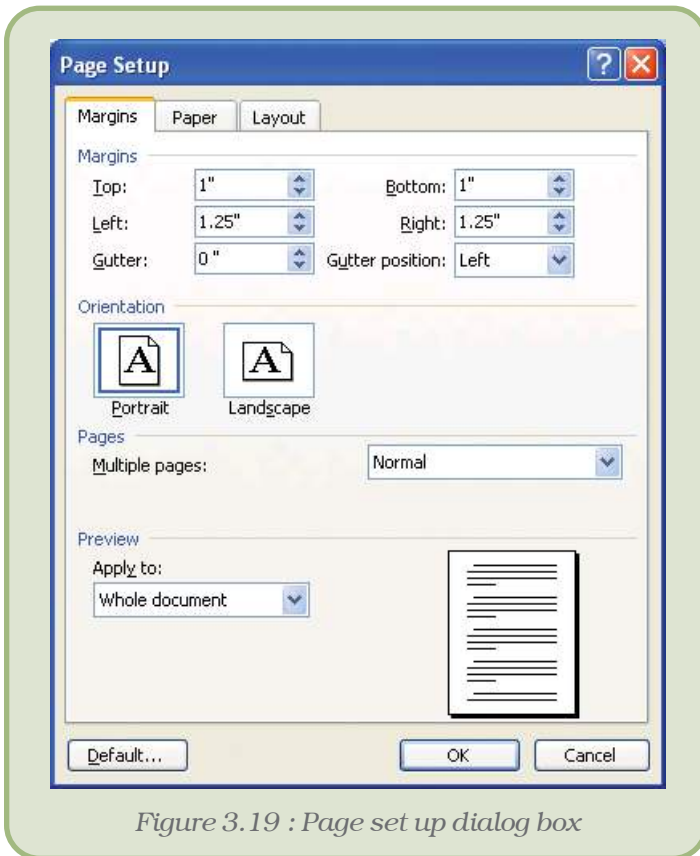 Page Setup
Margins Paper Layout
Margins
Top: 1" Bottom: 1"
Left: 1.25" Right: 1.25"
Gutter: 0 " Gutter position: Left
Orientation
A A
Portrait Landscape
Pages
Multiple pages: Normal
Preview
Apply to:
Whole document
Default... OK Cancel
Figure 3.19 : Page set up dialog box